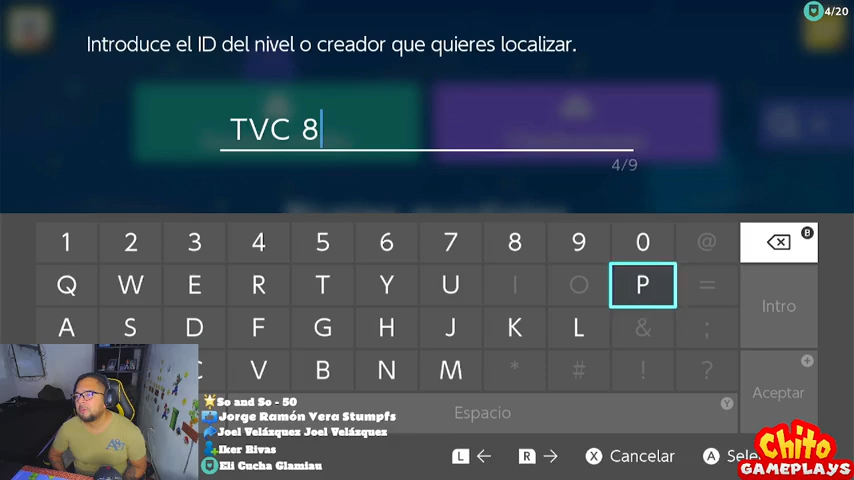 4/20
Introduce el ID del nivel o creador que quieres localizar.
TVC 8
4/9
1 2 3 4 5 6 7 8 9 0 @
B
Q W E R T Y U I O P =
Intro
A S D F G H J K L & ;
C V B N M * # ! ?
+
Aceptar
Espacio
Y
So and So - 50
Jorge Ramón Vera Stumpfs
Joel Velázquez Joel Velázquez
Iker Rivas
Eli Cucha Glamiau
L ← R → X Cancelar A Sele
Chito
GAMEPLAYS